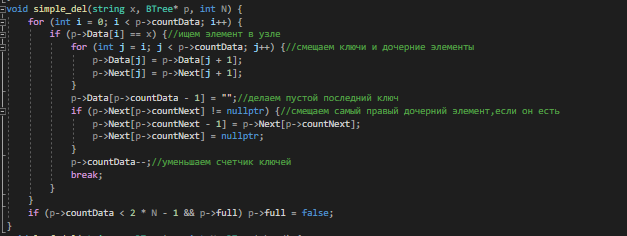 void simple_del(string x, BTree* p, int N) {
for (int i = 0; i < p->countData; i++) {
if (p->Data[i] == x) {//ищем элемент в узле
for (int j = i; j < p->countData; j++) {//смещаем ключи и дочерние элементы
p->Data[j] = p->Data[j + 1];
p->Next[j] = p->Next[j + 1];
}
p->Data[p->countData - 1] = "";//делаем пустой последний ключ
if (p->Next[p->countNext] != nullptr) {//смещаем самый правый дочерний элемент,если он есть
p->Next[p->countNext - 1] = p->Next[p->countNext];
p->Next[p->countNext] = nullptr;
}
p->countData--;//уменьшаем счетчик ключей
break;
}
}
if (p->countData < 2 * N - 1 && p->full) p->full = false;
}